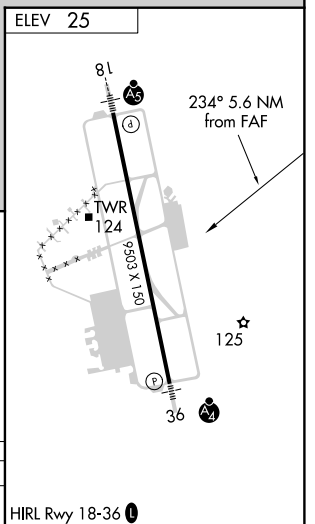 ELEV 25
18
A5
P
234° 5.6 NM
from FAF
TWR
124
9503 X 150
125
P
36
A4
HIRL Rwy 18-36 L